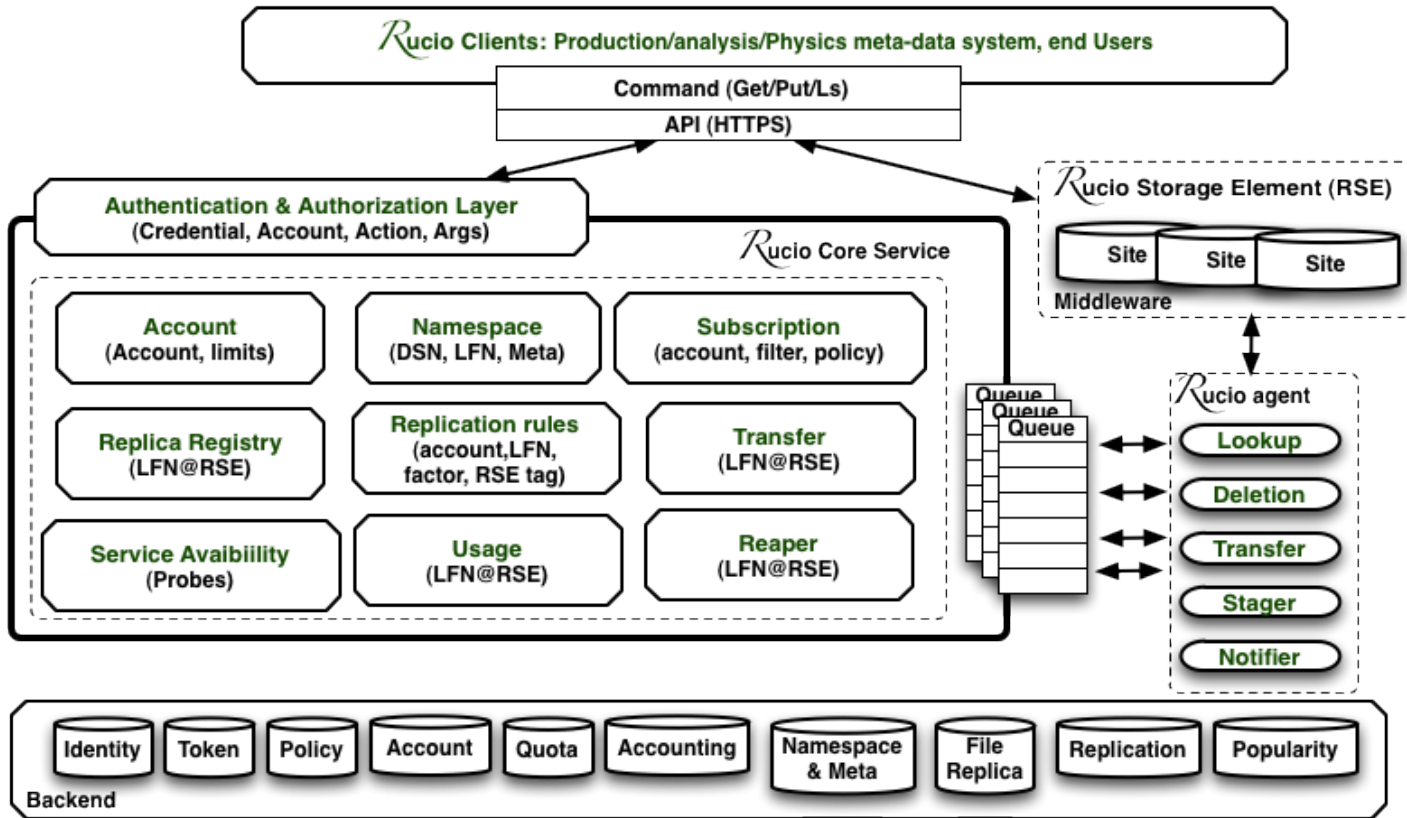 Rucio Clients: Production/analysis/Physics meta-data system, end Users
Command (Get/Put/Ls)
API (HTTPS)
Authentication & Authorization Layer
(Credential, Account, Action, Args)
Rucio Core Service
Account
(Account, limits)
Namespace
(DSN, LFN, Meta)
Subscription
(account, filter, policy)
Replica Registry
(LFN@RSE)
Replication rules
(account,LFN,
factor, RSE tag)
Transfer
(LFN@RSE)
Service Avaibiility
(Probes)
Usage
(LFN@RSE)
Reaper
(LFN@RSE)
Queue
Queue
Queue
Rucio Storage Element (RSE)
Site
Site
Site
Middleware
Rucio agent
Lookup
Deletion
Transfer
Stager
Notifier
Identity
Token
Policy
Account
Quota
Accounting
Namespace
& Meta
File
Replica
Replication
Popularity
Backend